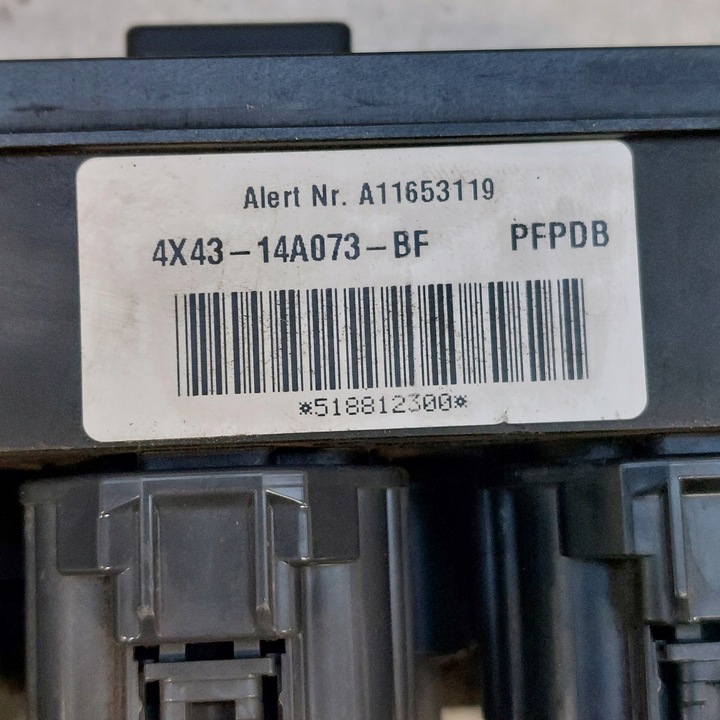 Alert Nr. A11653119
4X43-14A073-BF PFPDB
*518812300*